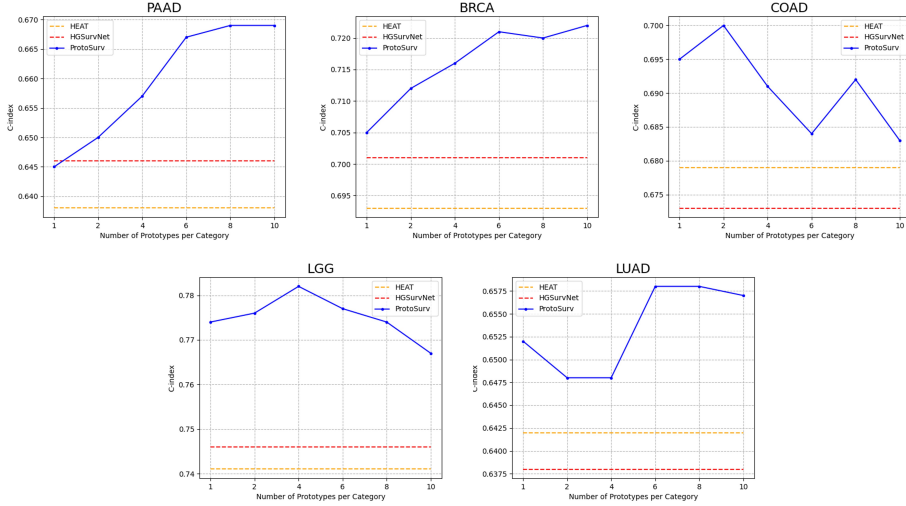 PAAD
0.670
0.665
0.660
0.655
0.650
0.645
0.640
C-index
HEAT
HGSurvNet
ProtoSurv
1 2 4 6 8 10
Number of Prototypes per Category
BRCA
0.720
0.715
0.710
0.705
0.700
0.695
C-index
HEAT
HGSurvNet
ProtoSurv
1 2 4 6 8 10
Number of Prototypes per Category
COAD
0.700
0.695
0.690
0.685
0.680
0.675
C-index
HEAT
HGSurvNet
ProtoSurv
1 2 4 6 8 10
Number of Prototypes per Category
LGG
0.78
0.77
0.76
0.75
0.74
C-index
HEAT
HGSurvNet
ProtoSurv
1 2 4 6 8 10
Number of Prototypes per Category
LUAD
0.6575
0.6550
0.6525
0.6500
0.6475
0.6450
0.6425
0.6400
0.6375
C-index
HEAT
HGSurvNet
ProtoSurv
1 2 4 6 8 10
Number of Prototypes per Category